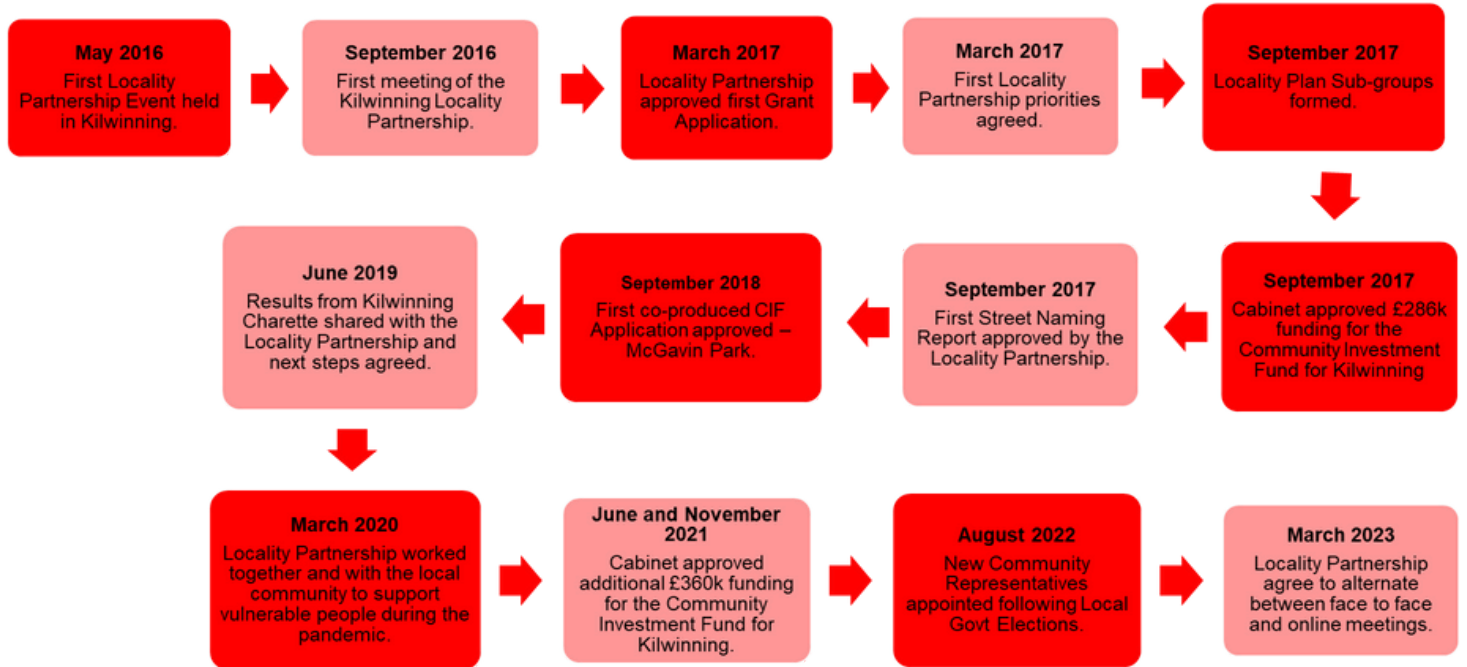 May 2016
First Locality
Partnership Event held
in Kilwinning.
September 2016
First meeting of the
Kilwinning Locality
Partnership.
March 2017
Locality Partnership
approved first Grant
Application.
March 2017
First Locality
Partnership priorities
agreed.
September 2017
Locality Plan Sub-groups
formed.
September 2017
Cabinet approved £286k
funding for the
Community Investment
Fund for Kilwinning
September 2017
First Street Naming
Report approved by the
Locality Partnership.
September 2018
First co-produced CIF
Application approved –
McGavin Park.
June 2019
Results from Kilwinning
Charette shared with the
Locality Partnership and
next steps agreed.
March 2020
Locality Partnership worked
together and with the local
community to support
vulnerable people during the
pandemic.
June and November
2021
Cabinet approved
additional £360k funding
for the Community
Investment Fund for
Kilwinning.
August 2022
New Community
Representatives
appointed following Local
Govt Elections.
March 2023
Locality Partnership
agree to alternate
between face to face
and online meetings.